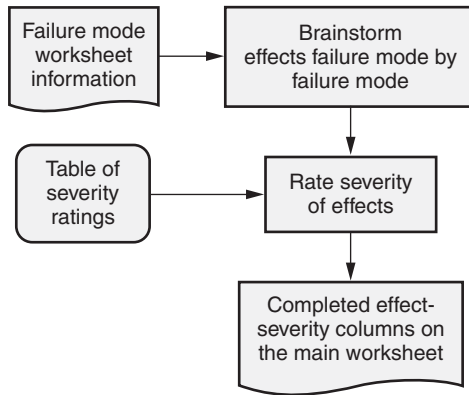 Failure mode
worksheet
information
Brainstorm
effects failure mode by
failure mode
Table of
severity
ratings
Rate severity
of effects
Completed effect-
severity columns on
the main worksheet